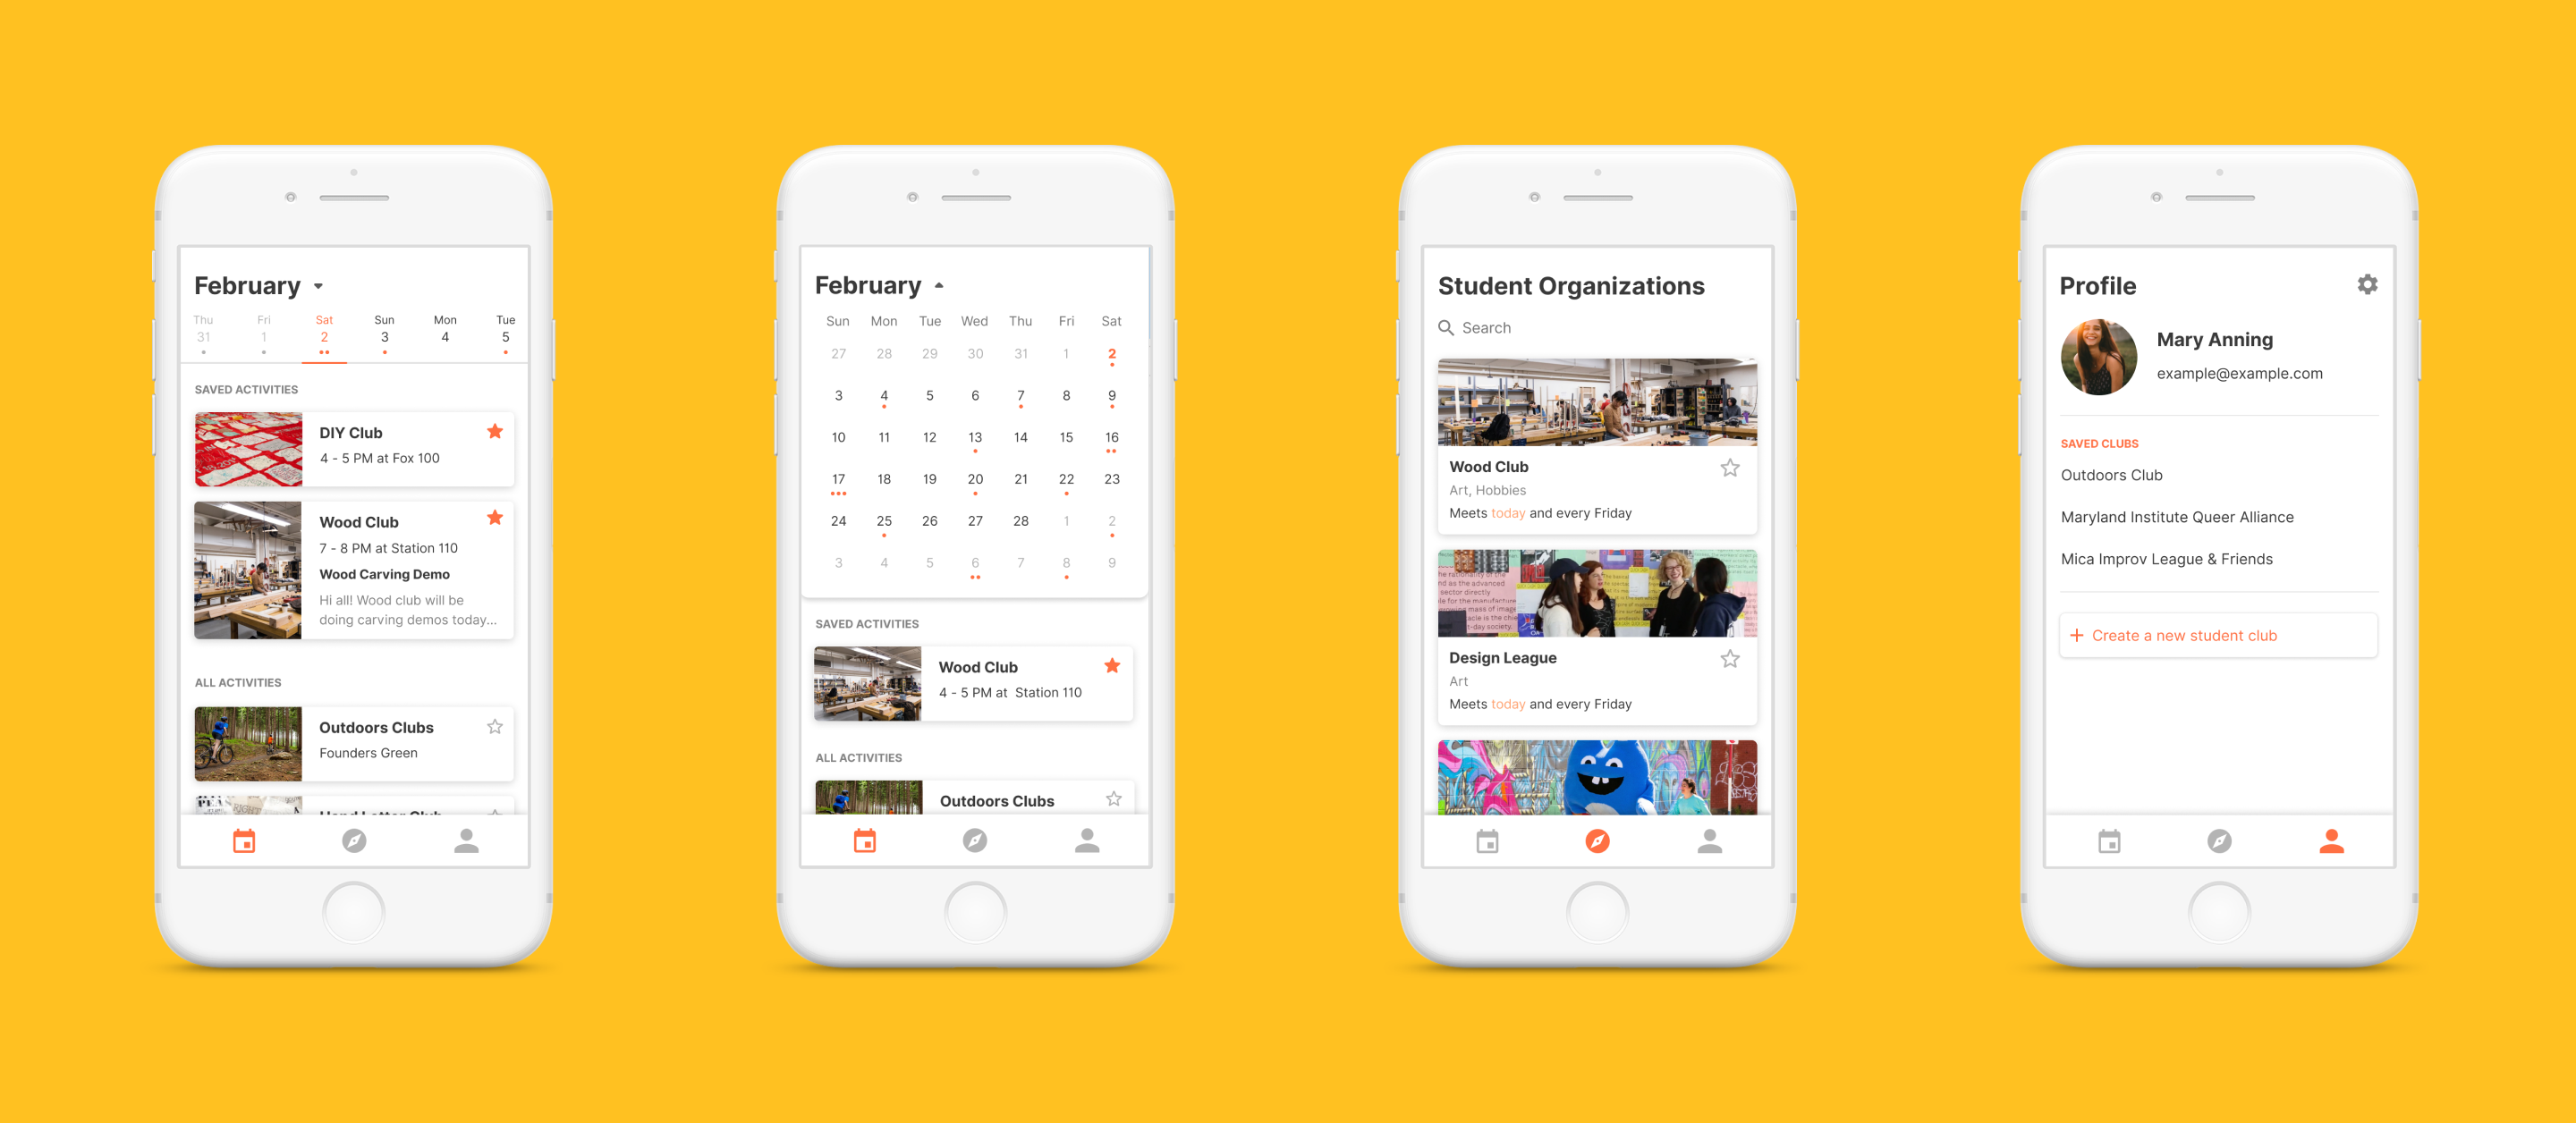 February
Thu Fri Sat Sun Mon Tue
31 1 2 3 4 5
SAVED ACTIVITIES
DIY Club
4 - 5 PM at Fox 100
Wood Club
7 - 8 PM at Station 110
Wood Carving Demo
Hi all! Wood club will be
doing carving demos today...
ALL ACTIVITIES
Outdoors Clubs
Founders Green
Hand Letter Club
February
Sun Mon Tue Wed Thu Fri Sat
27 28 29 30 31 1 2
3 4 5 6 7 8 9
10 11 12 13 14 15 16
17 18 19 20 21 22 23
24 25 26 27 28 1 2
3 4 5 6 7 8 9
SAVED ACTIVITIES
Wood Club
4 - 5 PM at Station 110
ALL ACTIVITIES
Outdoors Clubs
Student Organizations
Search
Wood Club
Art, Hobbies
Meets today and every Friday
Design League
Art
Meets today and every Friday
Profile
Mary Anning
example@example.com
SAVED CLUBS
Outdoors Club
Maryland Institute Queer Alliance
Mica Improv League & Friends
+ Create a new student club